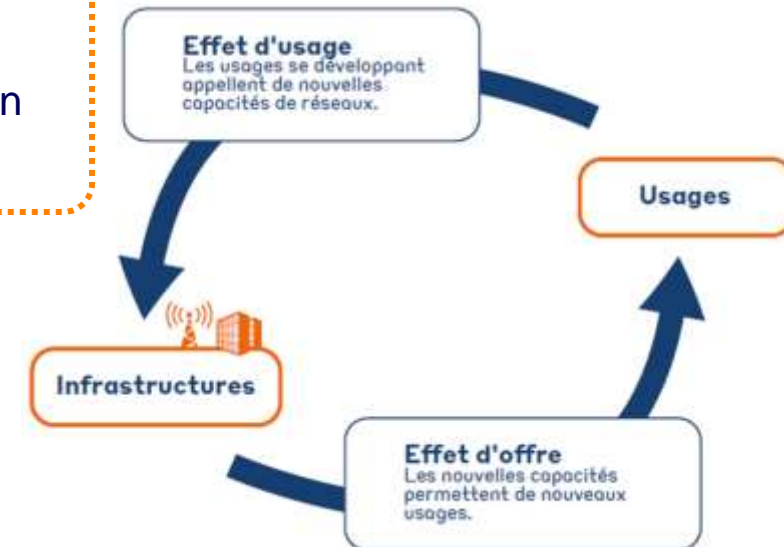 n
Effet d'usage
Les usages se développant
appellent de nouvelles
capacités de réseaux.
Usages
Infrastructures
Effet d'offre
Les nouvelles capacités
permettent de nouveaux
usages.